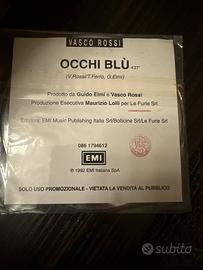 VASCO ROSSI
OCCHI BLÙ 4'37"
(V.Rossi/T.Ferro, G.Elmi)
Prodotto da Guido Elmi e Vasco Rossi
Produzione Esecutiva Maurizio Lolli per Le Furie Srl
Edizioni: EMI Music Publishing Italia Srl/Bollicine Srl/Le Furie Srl
086 1794612
EMI
℗ 1992 EMI Italiana SpA
SOLO USO PROMOZIONALE - VIETATA LA VENDITA AL PUBBLICO
subito